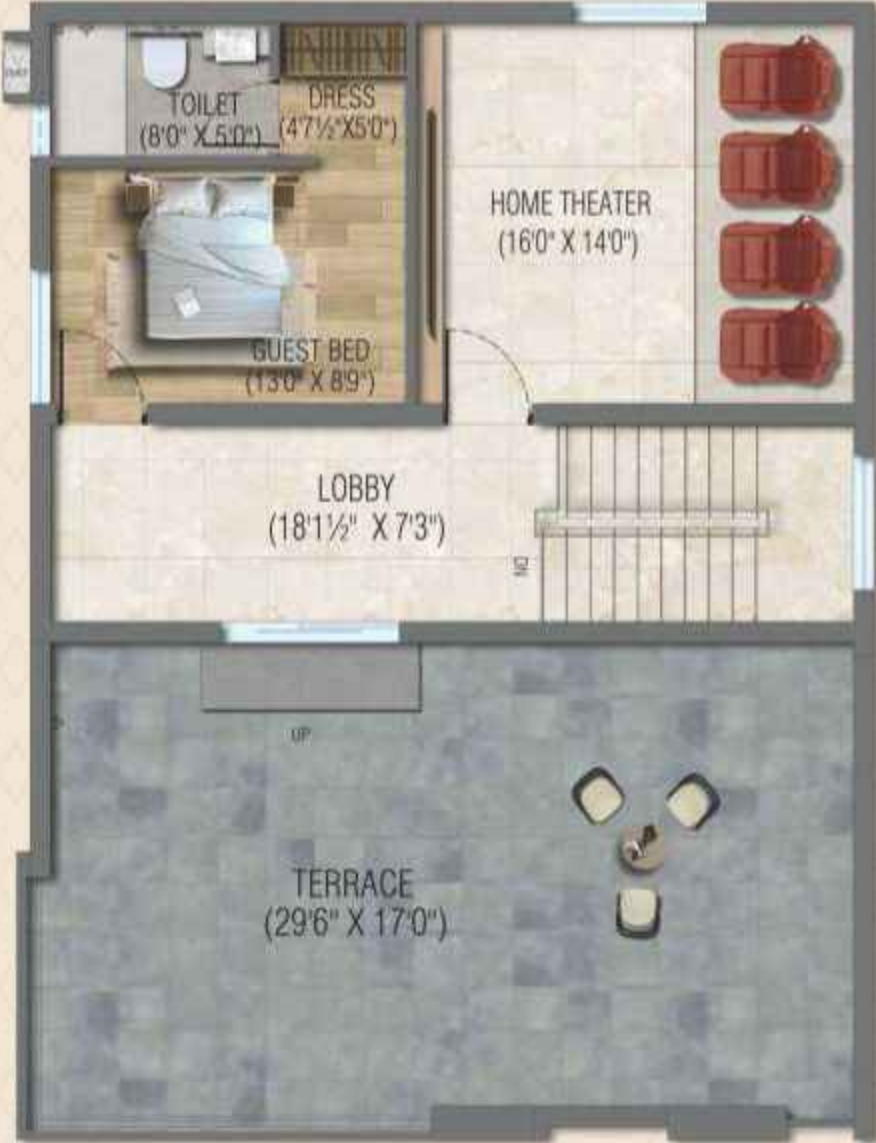 TOILET
(8'0" X 5'0")
DRESS
(4'7½"X5'0")
HOME THEATER
(16'0" X 14'0")
GUEST BED
(13'0" X 8'9")
LOBBY
(18'1½" X 7'3")
DN
UP
TERRACE
(29'6" X 17'0")